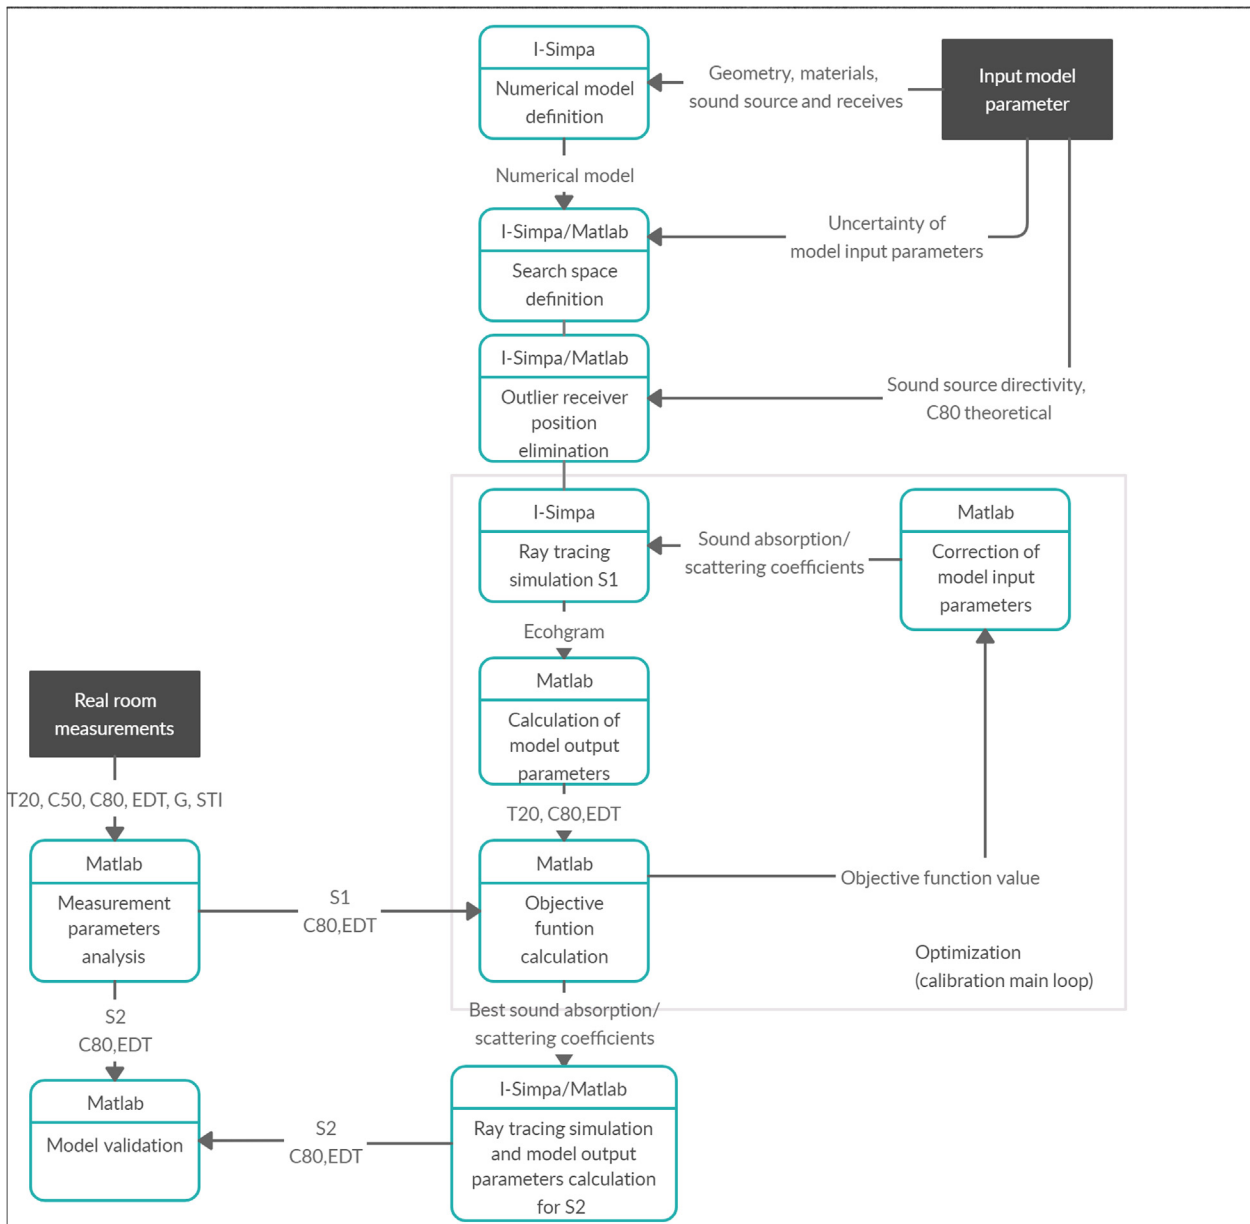 I-Simpa
Numerical model
definition
Geometry, materials,
sound source and receives
Input model
parameter
Numerical model
I-Simpa/Matlab
Search space
definition
Uncertainty of
model input parameters
I-Simpa/Matlab
Outlier receiver
position
elimination
Sound source directivity,
C80 theoretical
I-Simpa
Ray tracing
simulation S1
Sound absorption/
scattering coefficients
Matlab
Correction of
model input
parameters
Ecohgram
Matlab
Calculation of
model output
parameters
Real room
measurements
T20, C50, C80, EDT, G, STI
T20, C80,EDT
Matlab
Measurement
parameters
analysis
S1
C80,EDT
Matlab
Objective
funtion
calculation
Objective function value
Optimization
(calibration main loop)
S2
C80,EDT
Best sound absorption/
scattering coefficients
Matlab
Model validation
S2
C80,EDT
I-Simpa/Matlab
Ray tracing simulation
and model output
parameters calculation
for S2